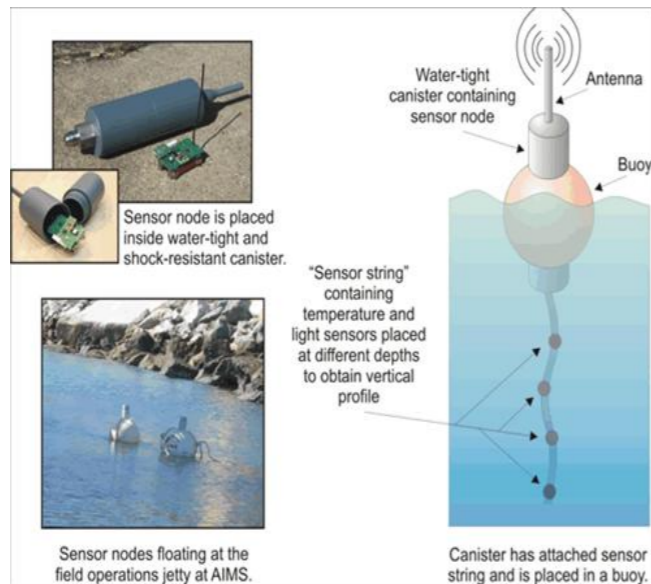 Sensor node is placed
inside water-tight and
shock-resistant canister.
Sensor nodes floating at the
field operations jetty at AIMS.
Water-tight
canister containing
sensor node
Antenna
Buoy
"Sensor string"
containing
temperature and
light sensors placed
at different depths
to obtain vertical
profile
Canister has attached sensor
string and is placed in a buoy.